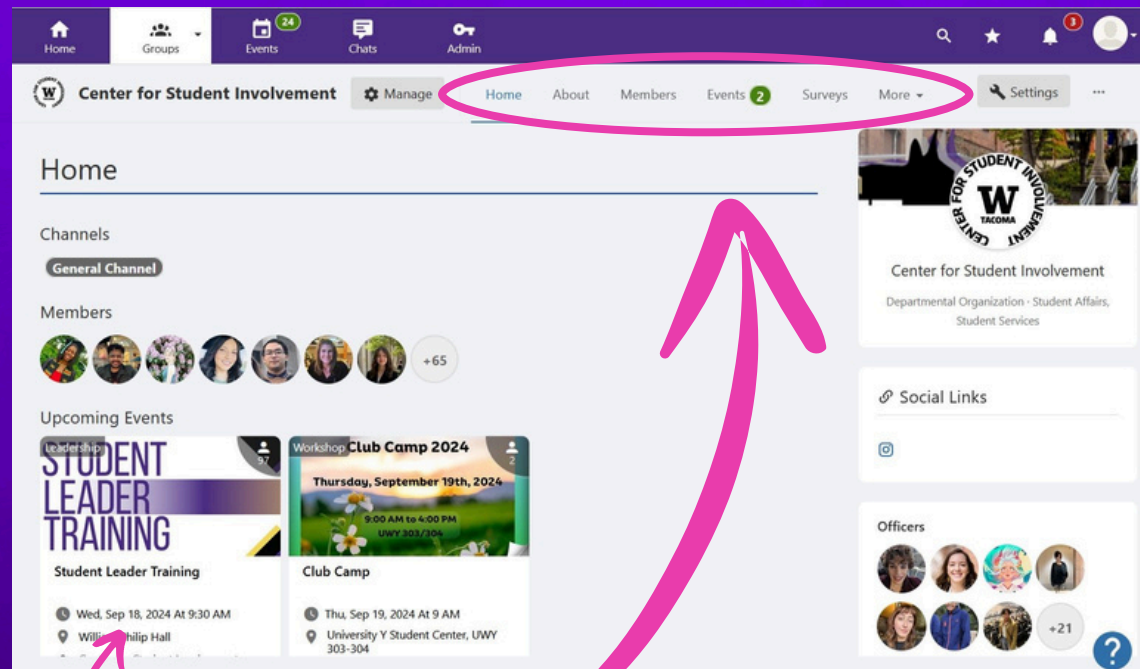 24
3
Home Groups Events Chats Admin
W Center for Student Involvement Manage Home About Members Events 2 Surveys More Settings ...
Home
Channels
General Channel
Members
+65
Upcoming Events
Leadership
97
STUDENT
LEADER
TRAINING
Student Leader Training
Wed, Sep 18, 2024 At 9:30 AM
Hall
Workshop Club Camp 2024
2
Thursday, September 19th, 2024
9:00 AM to 4:00 PM
UWY 303/304
Club Camp
Thu, Sep 19, 2024 At 9 AM
University Y Student Center, UWY
303-304
CENTER FOR STUDENT INVOLVEMENT
W
TACOMA
Center for Student Involvement
Departmental Organization - Student Affairs,
Student Services
Social Links
Officers
+21
?